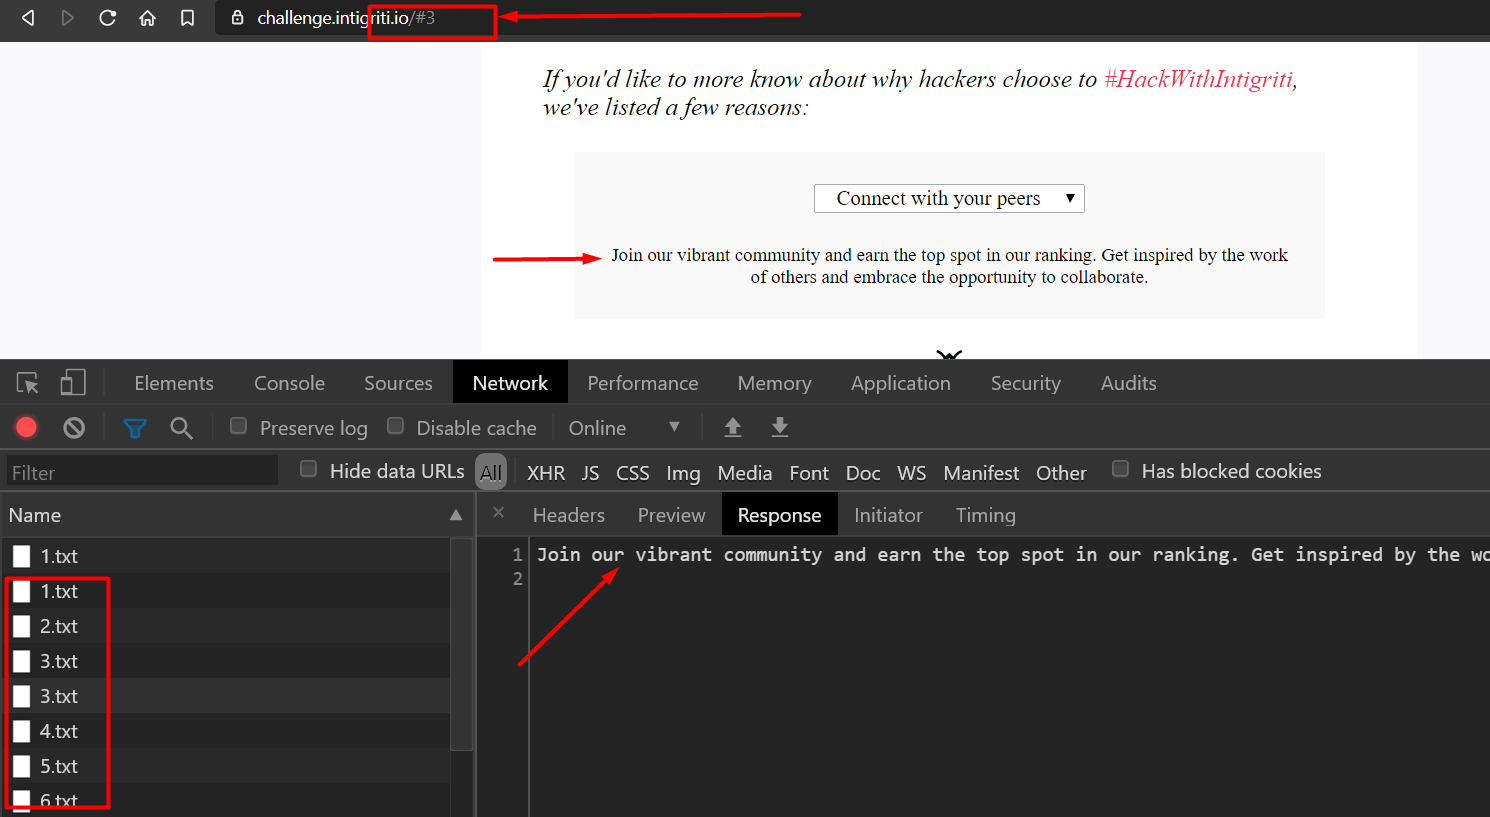 challenge.intigriti.io/#3
If you'd like to more know about why hackers choose to #HackWithIntigriti,
we've listed a few reasons:
Connect with your peers
Join our vibrant community and earn the top spot in our ranking. Get inspired by the work
of others and embrace the opportunity to collaborate.
Elements Console Sources Network Performance Memory Application Security Audits
Preserve log Disable cache Online
Filter Hide data URLs All XHR JS CSS Img Media Font Doc WS Manifest Other Has blocked cookies
Name Headers Preview Response Initiator Timing
1.txt
1 Join our vibrant community and earn the top spot in our ranking. Get inspired by the wo
2
1.txt
2.txt
3.txt
3.txt
4.txt
5.txt
6.txt